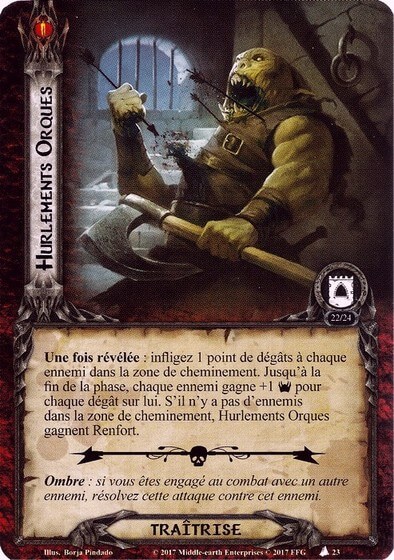 HURLEMENTS ORQUES
22/24
Une fois révélée : infligez 1 point de dégâts à chaque
ennemi dans la zone de cheminement. Jusqu'à la
fin de la phase, chaque ennemi gagne +1 pour
chaque dégât sur lui. S'il n'y a pas d'ennemis
dans la zone de cheminement, Hurlements Orques
gagnent Renfort.
Ombre : si vous êtes engagé au combat avec un autre
ennemi, résolvez cette attaque contre cet ennemi.
TRAÎTRISE
Illus. Borja Pindado
© 2017 Middle-earth Enterprises © 2017 FFG
23